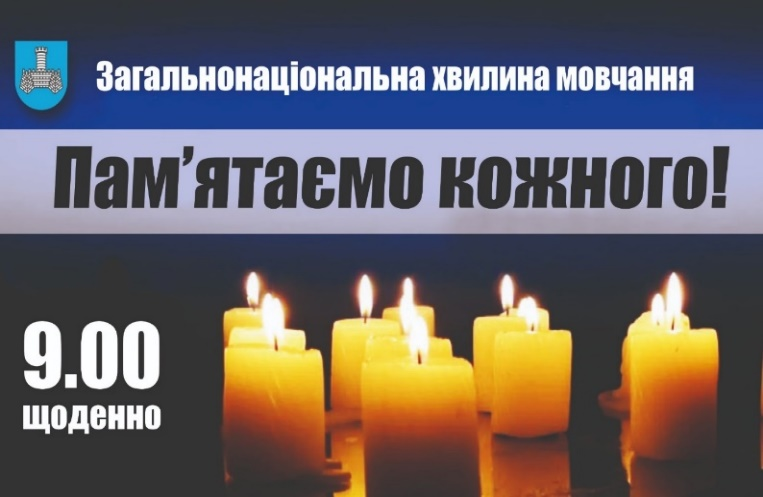 Загальнонаціональна хвилина мовчання
Пам’ятаємо кожного!
9.00
щоденно